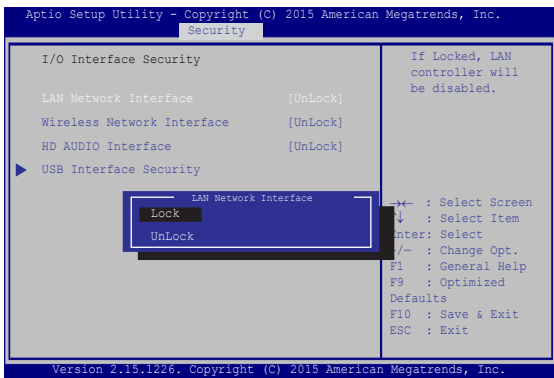 Aptio Setup Utility - Copyright (C) 2015 American Megatrends, Inc.
Security
I/O Interface Security
LAN Network Interface [UnLock]
Wireless Network Interface [UnLock]
HD AUDIO Interface [UnLock]
USB Interface Security
If Locked, LAN
controller will
be disabled.
LAN Network Interface
Lock
UnLock
→← : Select Screen
↑↓ : Select Item
Enter: Select
+/— : Change Opt.
F1 : General Help
F9 : Optimized
Defaults
F10 : Save & Exit
ESC : Exit
Version 2.15.1226. Copyright (C) 2015 American Megatrends, Inc.